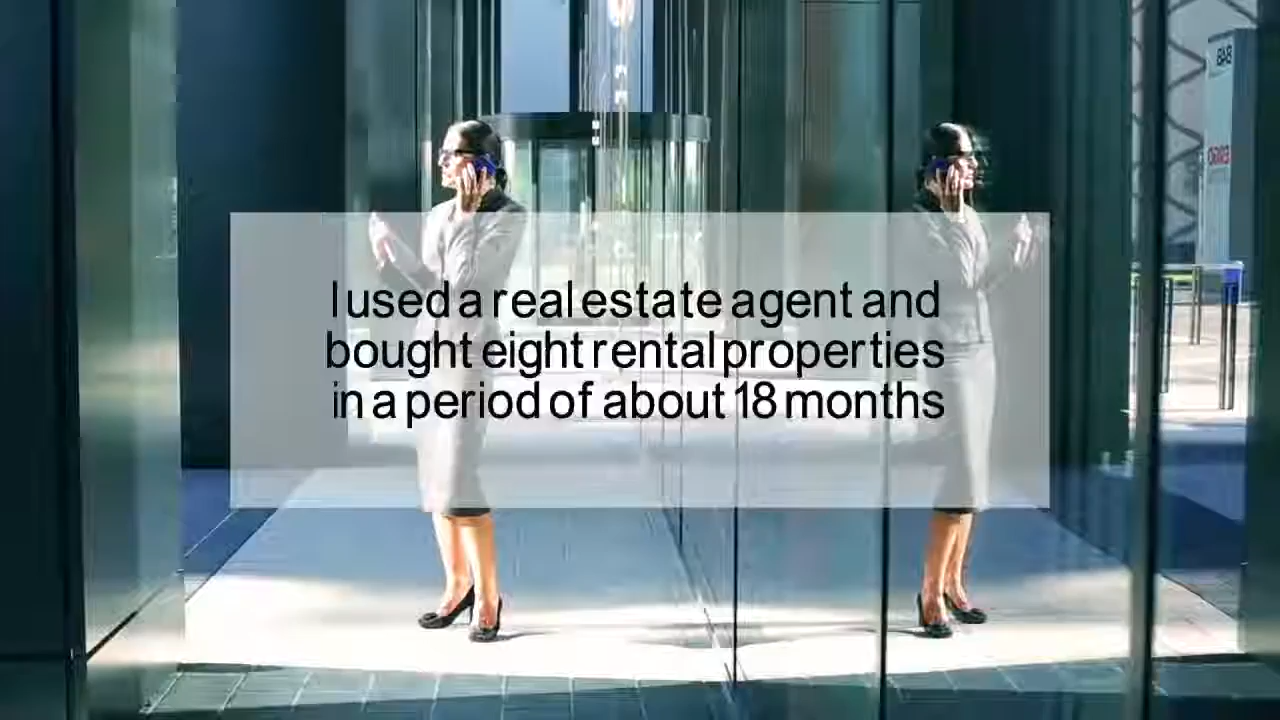 I used a real estate agent and
bought eight rental properties
in a period of about 18 months